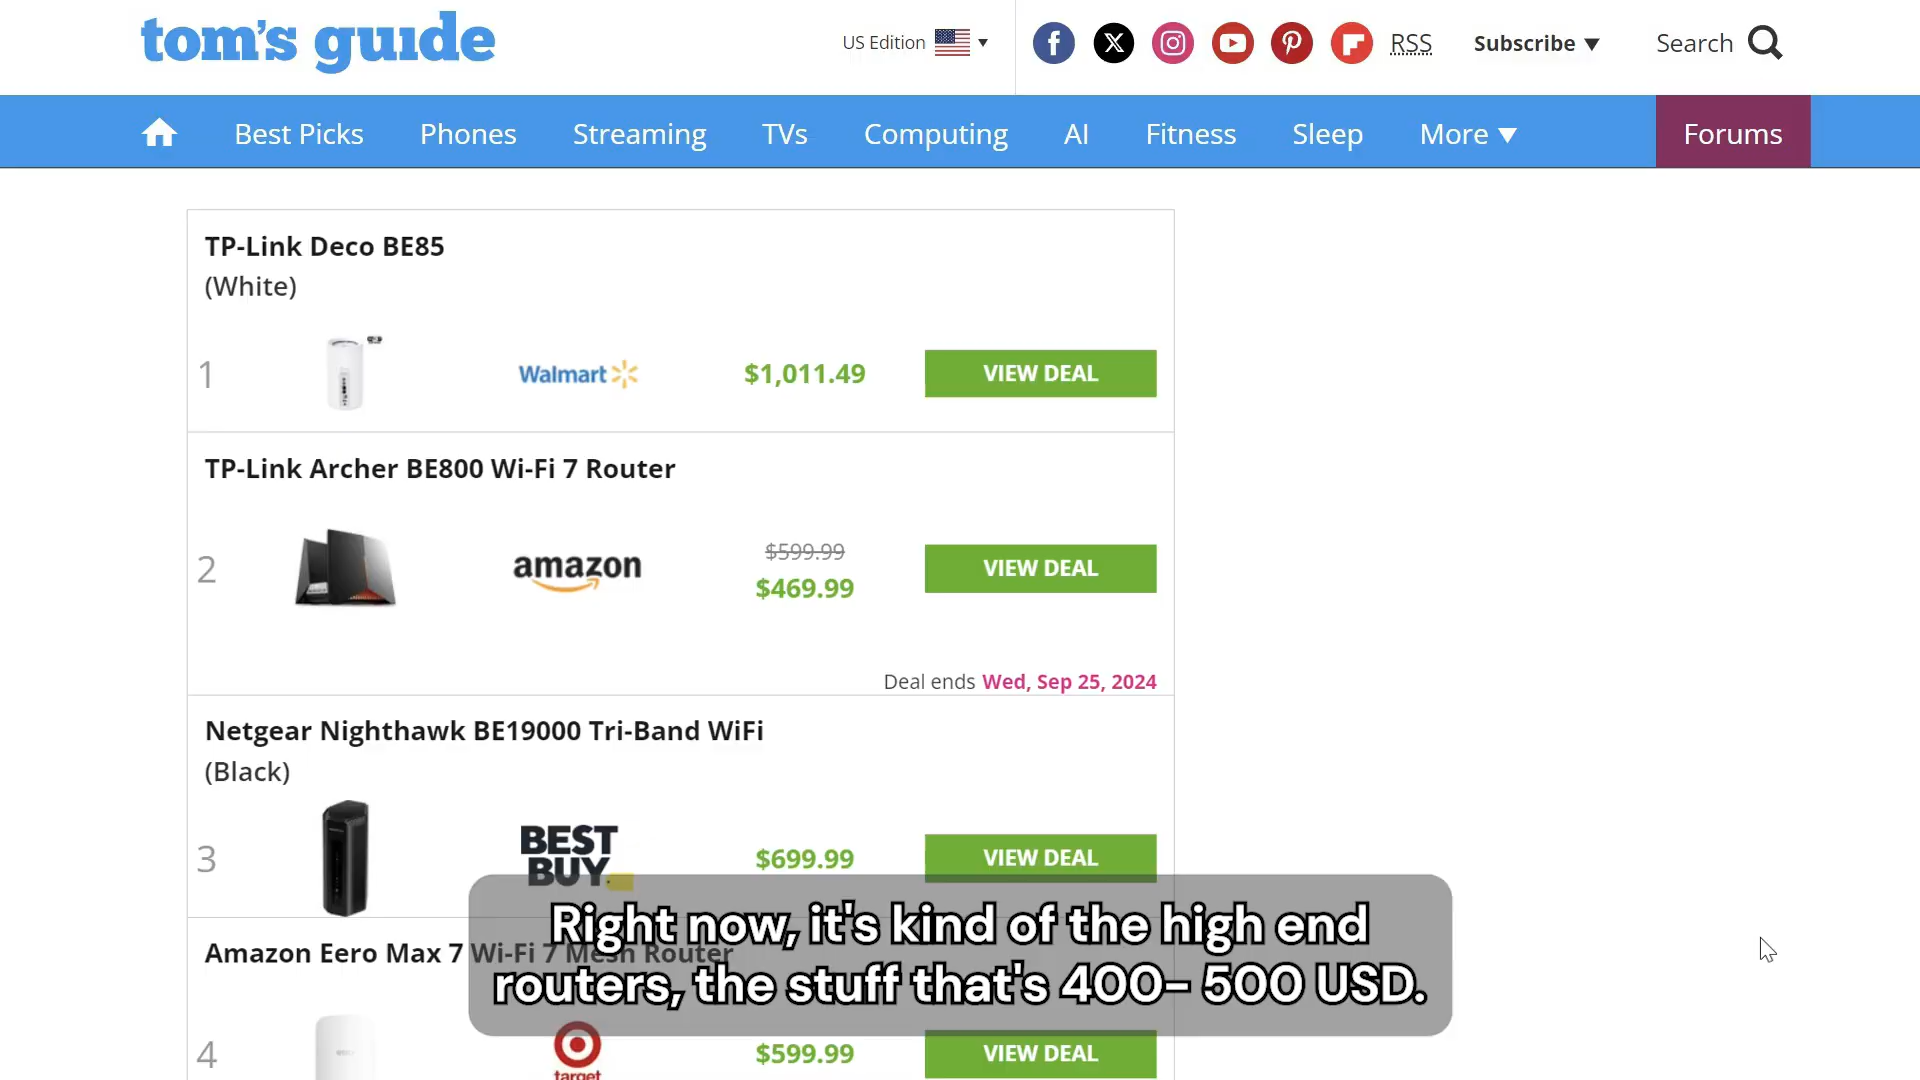 tom's guide
US Edition
RSS
Subscribe
Search
Best Picks
Phones
Streaming
TVs
Computing
AI
Fitness
Sleep
More
Forums
TP-Link Deco BE85
(White)
1
Walmart
$1,011.49
VIEW DEAL
TP-Link Archer BE800 Wi-Fi 7 Router
2
amazon
$599.99
$469.99
VIEW DEAL
Deal ends Wed, Sep 25, 2024
Netgear Nighthawk BE19000 Tri-Band WiFi
(Black)
3
BEST
BUY
$699.99
VIEW DEAL
Amazon Eero Max 7 Wi-Fi 7 Mesh Router
4
target
$599.99
VIEW DEAL
Right now, it's kind of the high end
routers, the stuff that's 400- 500 USD.